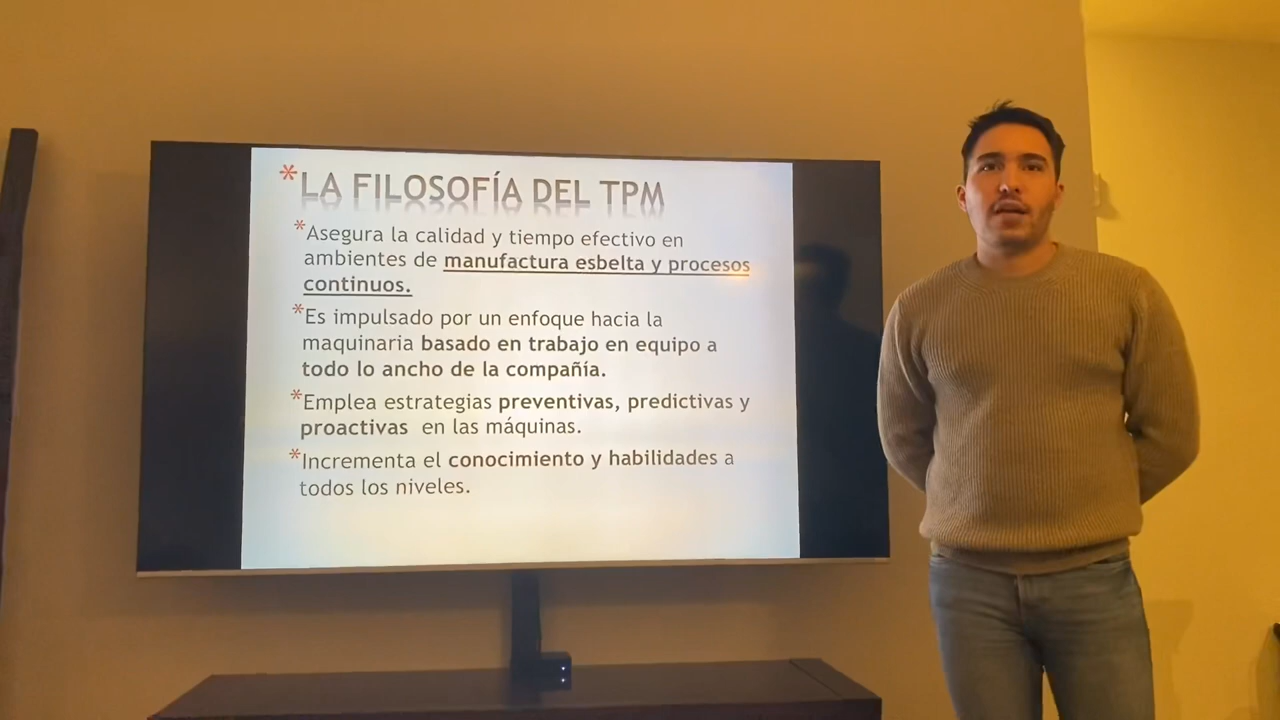 *LA FILOSOFÍA DEL TPM
*Asegura la calidad y tiempo efectivo en
ambientes de manufactura esbelta y procesos
continuos.
*Es impulsado por un enfoque hacia la
maquinaria basado en trabajo en equipo a
todo lo ancho de la compañía.
*Emplea estrategias preventivas, predictivas y
proactivas en las máquinas.
*Incrementa el conocimiento y habilidades a
todos los niveles.